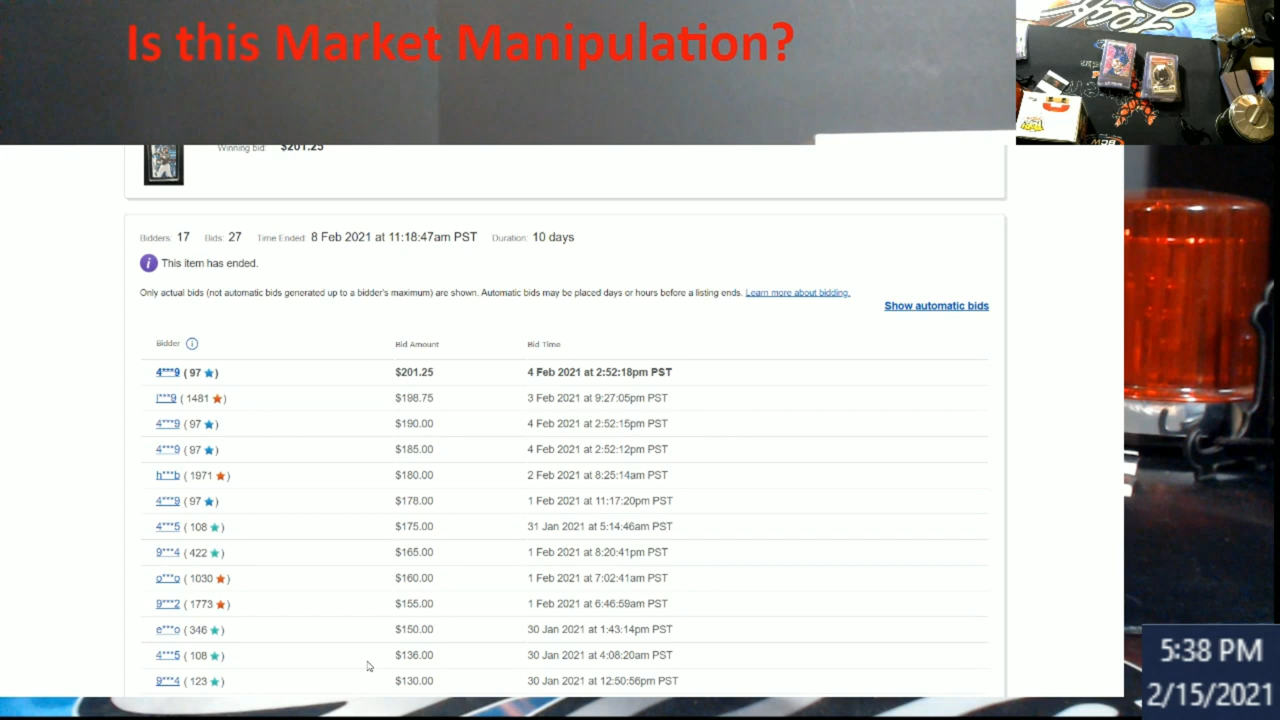 Is this Market Manipulation?
Winning bid: $201.25
Bidders: 17 Bids: 27 Time Ended: 8 Feb 2021 at 11:18:47am PST Duration: 10 days
This item has ended.
Only actual bids (not automatic bids generated up to a bidder's maximum) are shown. Automatic bids may be placed days or hours before a listing ends. Learn more about bidding.
Show automatic bids
Bidder i Bid Amount Bid Time
4***9 (97 ★) $201.25 4 Feb 2021 at 2:52:18pm PST
l***9 (1481 ★) $198.75 3 Feb 2021 at 9:27:05pm PST
4***9 (97 ★) $190.00 4 Feb 2021 at 2:52:15pm PST
4***9 (97 ★) $185.00 4 Feb 2021 at 2:52:12pm PST
h***b (1971 ★) $180.00 2 Feb 2021 at 8:25:14am PST
4***9 (97 ★) $178.00 1 Feb 2021 at 11:17:20pm PST
4***5 (108 ★) $175.00 31 Jan 2021 at 5:14:46am PST
9***4 (422 ★) $165.00 1 Feb 2021 at 8:20:41pm PST
o***o (1030 ★) $160.00 1 Feb 2021 at 7:02:41am PST
9***2 (1773 ★) $155.00 1 Feb 2021 at 6:46:59am PST
e***o (346 ★) $150.00 30 Jan 2021 at 1:43:14pm PST
4***5 (108 ★) $136.00 30 Jan 2021 at 4:08:20am PST
9***4 (123 ★) $130.00 30 Jan 2021 at 12:50:56pm PST
5:38 PM
2/15/2021